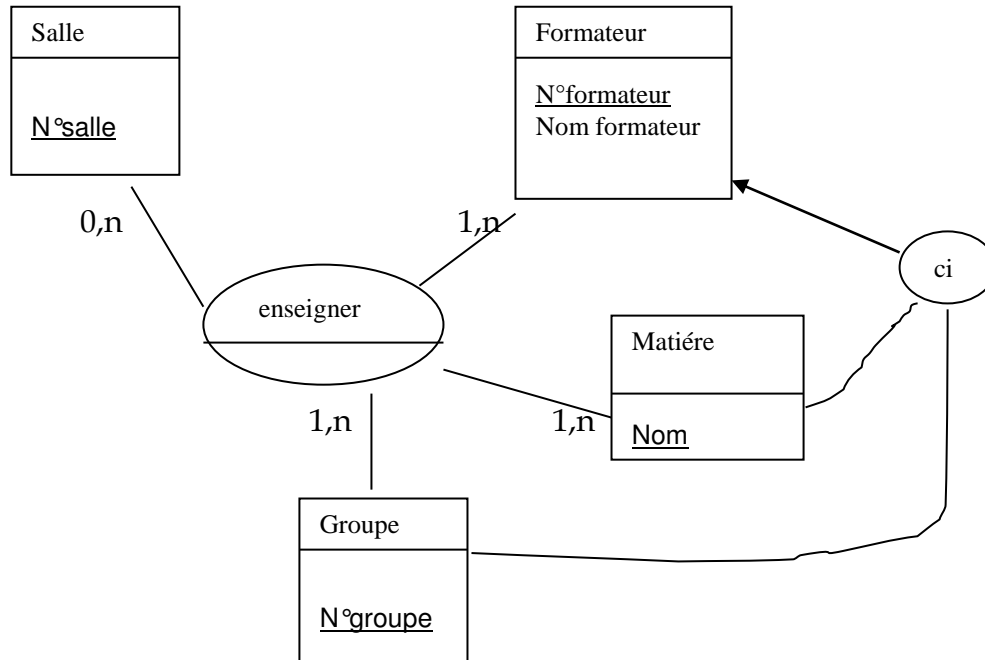 Salle
N°salle
Formateur
N°formateur
Nom formateur
0,n
1,n
ci
enseigner
Matiére
Nom
1,n
1,n
Groupe
N°groupe